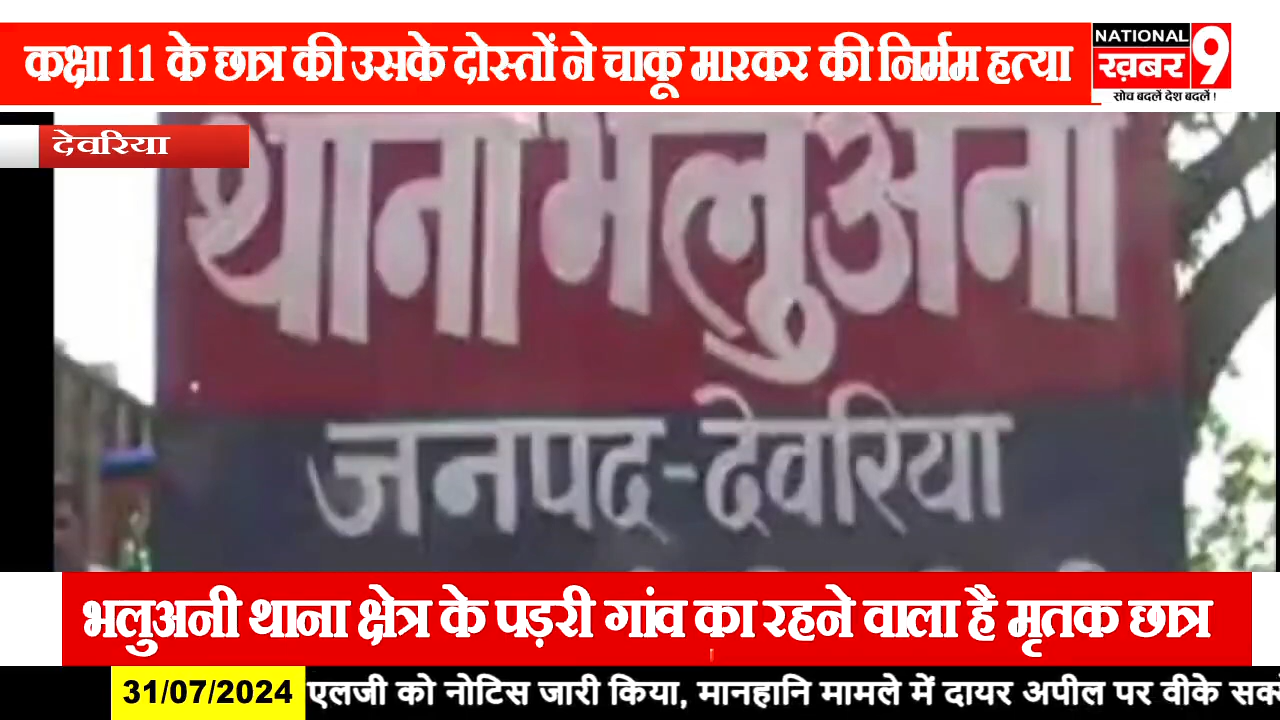 कक्षा 11 के छात्र की उसके दोस्तों ने चाकू मारकर की निर्मम हत्या
NATIONAL
ख़बर 9
सोच बदलें देश बदलें !
देवरिया
थाना भलुअनी
जनपद-देवरिया
भलुअनी थाना क्षेत्र के पड़री गांव का रहने वाला है मृतक छात्र
31/07/2024 एलजी को नोटिस जारी किया, मानहानि मामले में दायर अपील पर वीके